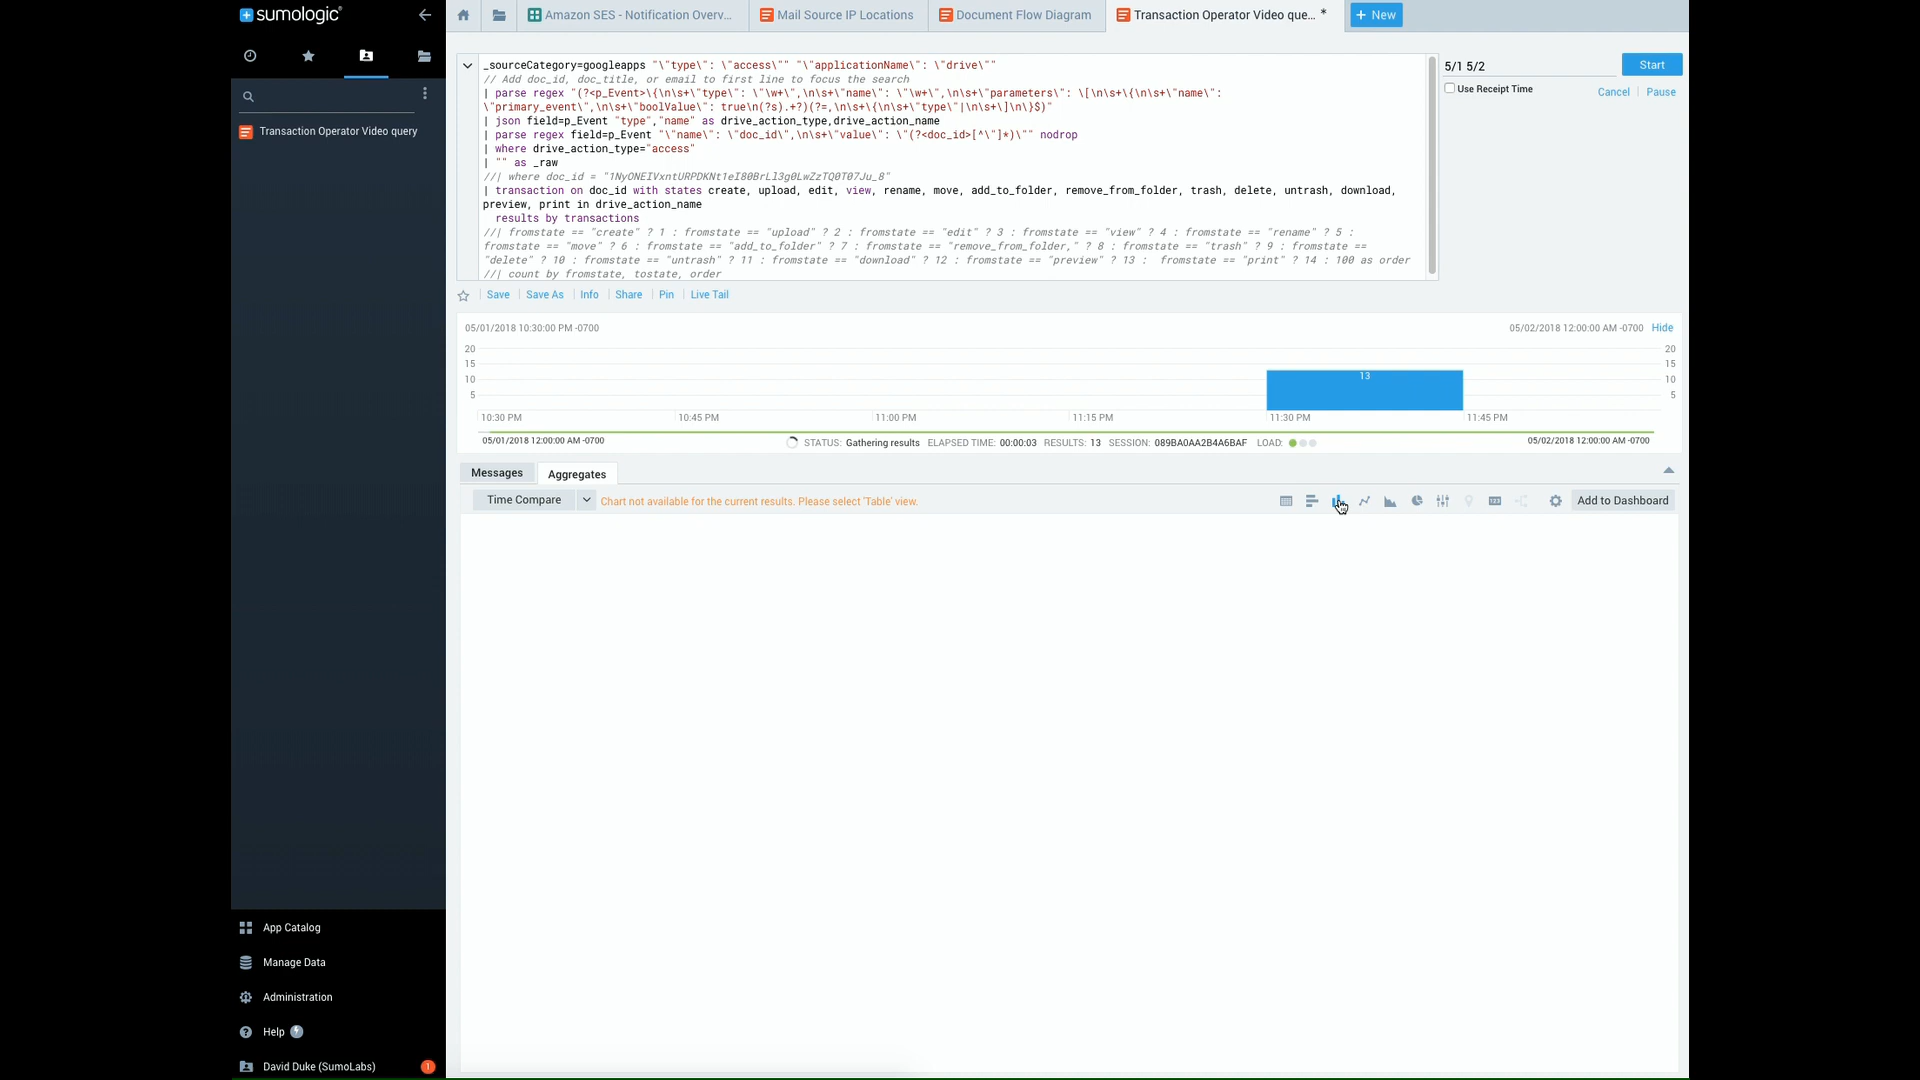 sumologic
Amazon SES - Notification Overv...
Mail Source IP Locations
Document Flow Diagram
Transaction Operator Video que... *
+ New
Transaction Operator Video query
_sourceCategory=googleapps "\"type\": \"access\"" "\"applicationName\": \"drive\""
// Add doc_id, doc_title, or email to first line to focus the search
| parse regex "(?<p_Event>\{\n\s+\"type\": \"\w+\",\n\s+\"name\": \"\w+\",\n\s+\"parameters\": \[\n\s+\{\n\s+\"name\":
\"primary_event\",\n\s+\"boolValue\": true\n(?s).+?)(?=,\n\s+\{\n\s+\"type\"|\n\s+\]\n\}$)"
| json field=p_Event "type","name" as drive_action_type,drive_action_name
| parse regex field=p_Event "\"name\": \"doc_id\",\n\s+\"value\": \"(?<doc_id>[^\"]*)\"" nodrop
| where drive_action_type="access"
| "" as _raw
//| where doc_id = "1NyONEIVxntURPDKNt1eI80BrLl3g0LwZzTQ0T07Ju_8"
| transaction on doc_id with states create, upload, edit, view, rename, move, add_to_folder, remove_from_folder, trash, delete, untrash, download,
preview, print in drive_action_name
results by transactions
//| fromstate == "create" ? 1 : fromstate == "upload" ? 2 : fromstate == "edit" ? 3 : fromstate == "view" ? 4 : fromstate == "rename" ? 5 :
fromstate == "move" ? 6 : fromstate == "add_to_folder" ? 7 : fromstate == "remove_from_folder," ? 8 : fromstate == "trash" ? 9 : fromstate ==
"delete" ? 10 : fromstate == "untrash" ? 11 : fromstate == "download" ? 12 : fromstate == "preview" ? 13 : fromstate == "print" ? 14 : 100 as order
//| count by fromstate, tostate, order
5/1 5/2
Start
Use Receipt Time
Cancel | Pause
Save | Save As | Info | Share | Pin | Live Tail
05/01/2018 10:30:00 PM -0700
05/02/2018 12:00:00 AM -0700 Hide
20 20
15 15
10 10
5 5
13
10:30 PM 10:45 PM 11:00 PM 11:15 PM 11:30 PM 11:45 PM
05/01/2018 12:00:00 AM -0700
STATUS: Gathering results ELAPSED TIME: 00:00:03 RESULTS: 13 SESSION: 089BA0AA2B4A6BAF LOAD:
05/02/2018 12:00:00 AM -0700
Messages
Aggregates
Time Compare
Chart not available for the current results. Please select 'Table' view.
Add to Dashboard
App Catalog
Manage Data
Administration
Help
David Duke (SumoLabs)
1